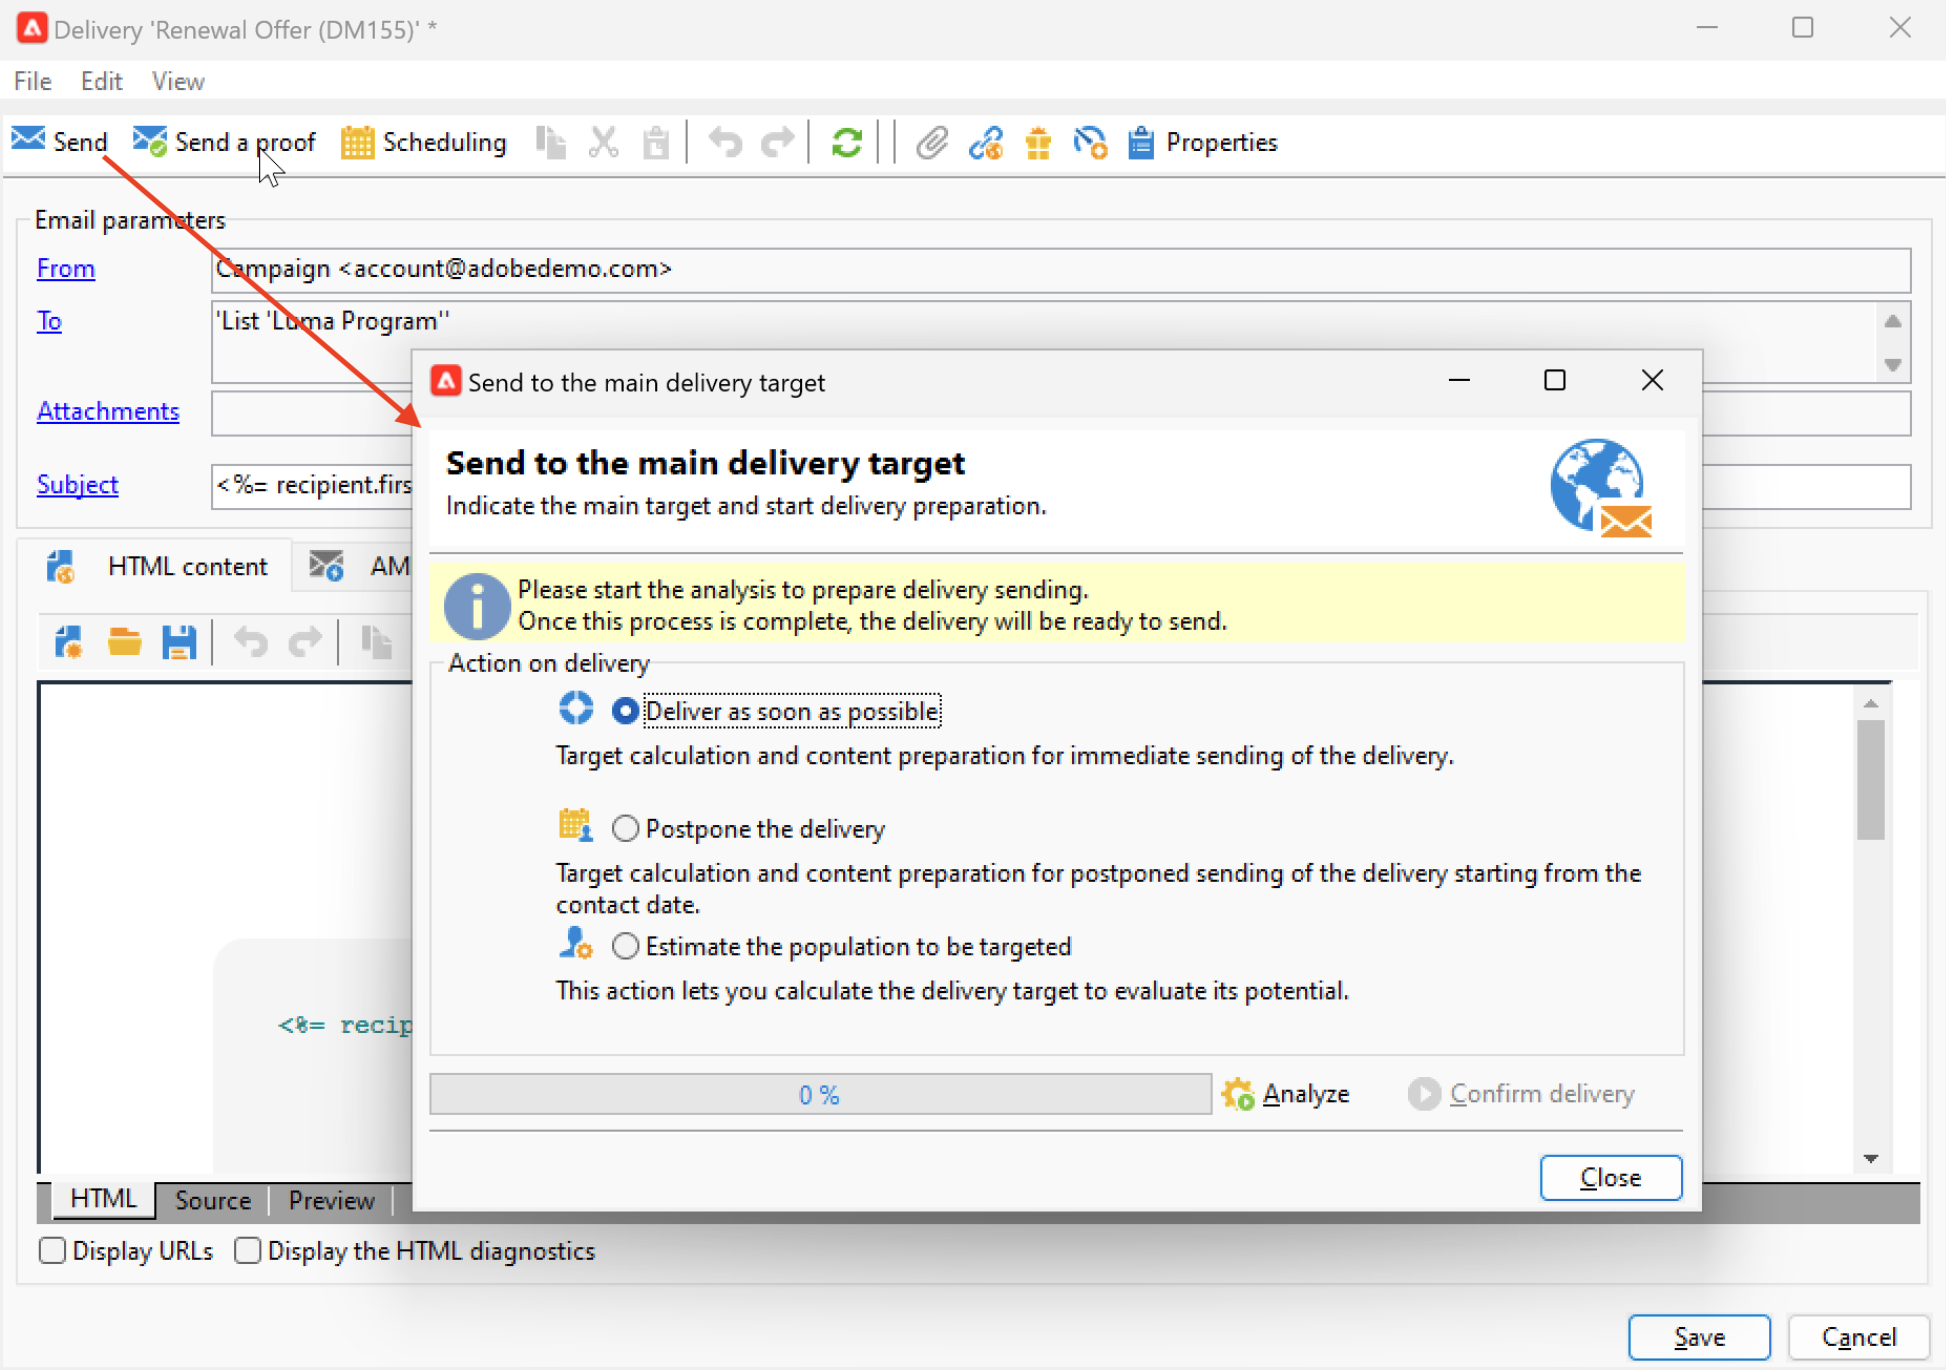 Delivery 'Renewal Offer (DM155)' *
File Edit View
Send Send a proof Scheduling Properties
Email parameters
From Campaign <account@adobedemo.com>
To 'List 'Luma Program''
Send to the main delivery target
Attachments
Send to the main delivery target
Subject <%= recipient.firs
Indicate the main target and start delivery preparation.
HTML content AM
Please start the analysis to prepare delivery sending.
Once this process is complete, the delivery will be ready to send.
Action on delivery
Deliver as soon as possible
Target calculation and content preparation for immediate sending of the delivery.
Postpone the delivery
Target calculation and content preparation for postponed sending of the delivery starting from the
contact date.
Estimate the population to be targeted
This action lets you calculate the delivery target to evaluate its potential.
<%= recip
0 % Analyze Confirm delivery
Close
HTML Source Preview
Display URLs Display the HTML diagnostics
Save Cancel